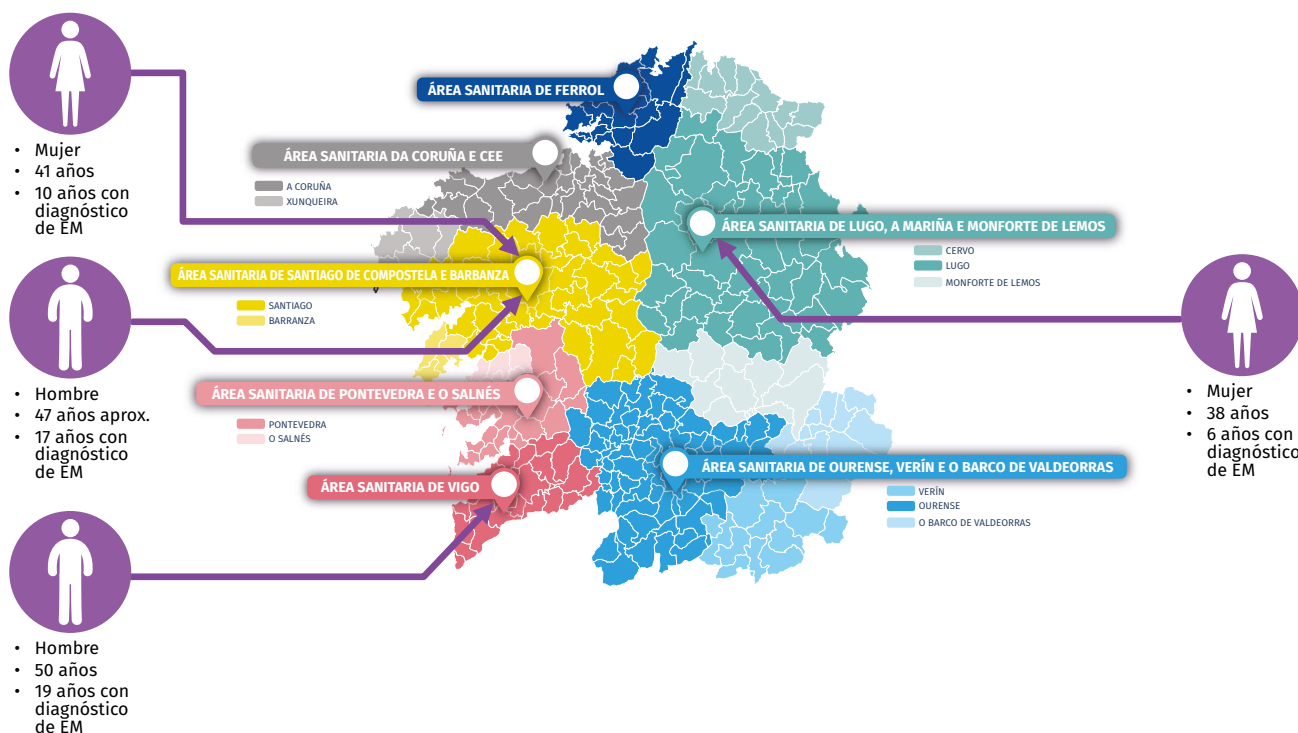 • Mujer
• 41 años
• 10 años con
diagnóstico
de EM
• Hombre
• 47 años aprox.
• 17 años con
diagnóstico
de EM
• Hombre
• 50 años
• 19 años con
diagnóstico
de EM
ÁREA SANITARIA DE FERROL
ÁREA SANITARIA DA CORUÑA E CEE
A CORUÑA
XUNQUEIRA
ÁREA SANITARIA DE SANTIAGO DE COMPOSTELA E BARBANZA
SANTIAGO
BARRANZA
ÁREA SANITARIA DE PONTEVEDRA E O SALNÉS
PONTEVEDRA
O SALNÉS
ÁREA SANITARIA DE VIGO
ÁREA SANITARIA DE LUGO, A MARIÑA E MONFORTE DE LEMOS
CERVO
LUGO
MONFORTE DE LEMOS
ÁREA SANITARIA DE OURENSE, VERÍN E O BARCO DE VALDEORRAS
VERÍN
OURENSE
O BARCO DE VALDEORRAS
• Mujer
• 38 años
• 6 años con
diagnóstico
de EM